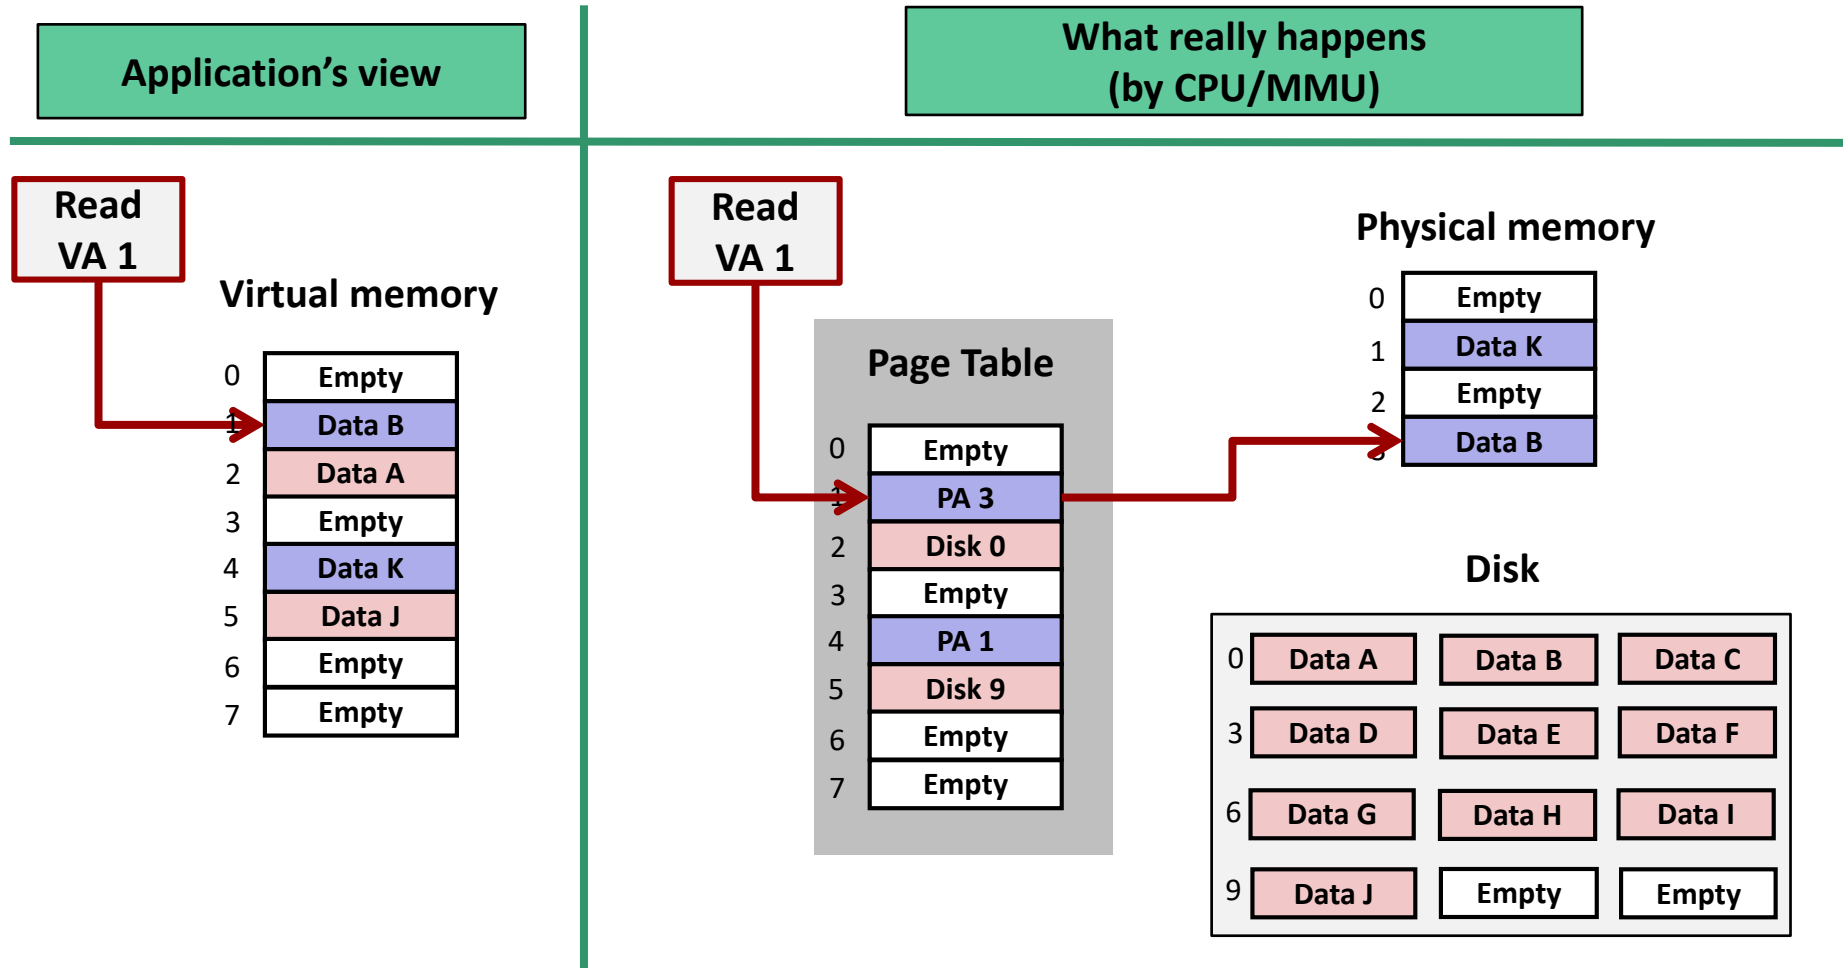 Application’s view
What really happens
(by CPU/MMU)
Read
VA 1
Virtual memory
0 Empty
1 Data B
2 Data A
3 Empty
4 Data K
5 Data J
6 Empty
7 Empty
Read
VA 1
Page Table
0 Empty
1 PA 3
2 Disk 0
3 Empty
4 PA 1
5 Disk 9
6 Empty
7 Empty
Physical memory
0 Empty
1 Data K
2 Empty
3 Data B
Disk
0 Data A Data B Data C
3 Data D Data E Data F
6 Data G Data H Data I
9 Data J Empty Empty